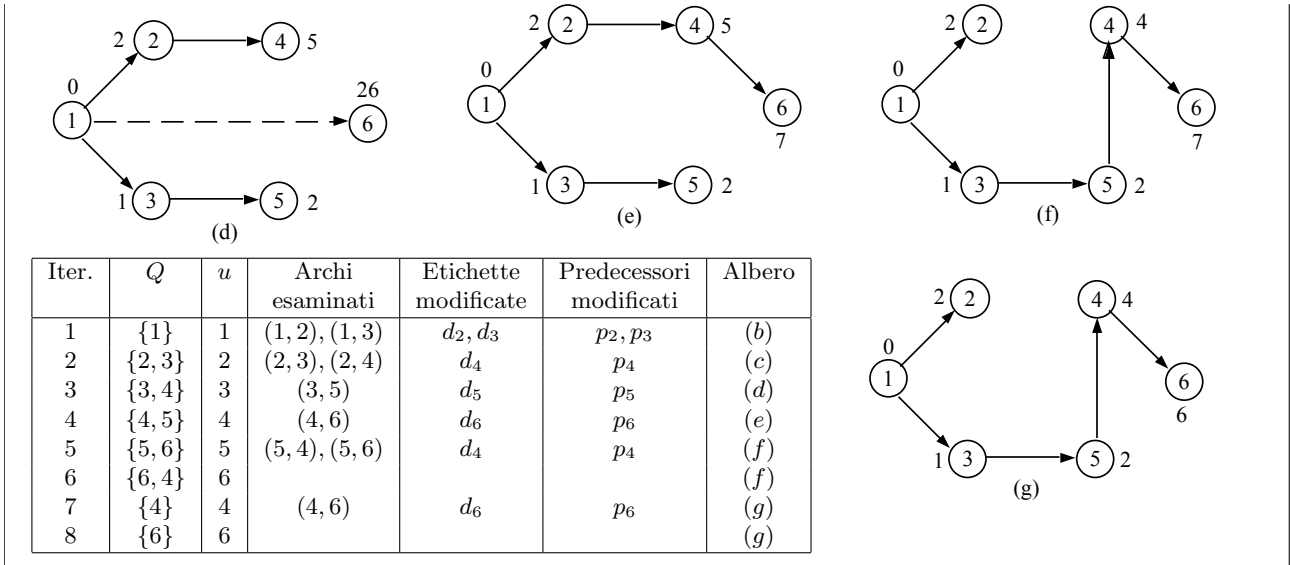 2 2 4 5
0
1
26
6
1 3 5 2
(d)
2 2 4 5
0
1
6
7
1 3 5 2
(e)
2 2 4 4
0
1
6
7
1 3 5 2
(f)
Iter. Q u Archi esaminati Etichette modificate Predecessori modificati Albero
1 {1} 1 (1, 2), (1, 3) d2, d3 p2, p3 (b)
2 {2, 3} 2 (2, 3), (2, 4) d4 p4 (c)
3 {3, 4} 3 (3, 5) d5 p5 (d)
4 {4, 5} 4 (4, 6) d6 p6 (e)
5 {5, 6} 5 (5, 4), (5, 6) d4 p4 (f)
6 {6, 4} 6 (f)
7 {4} 4 (4, 6) d6 p6 (g)
8 {6} 6 (g)
2 2 4 4
0
1
6
6
1 3 5 2
(g)